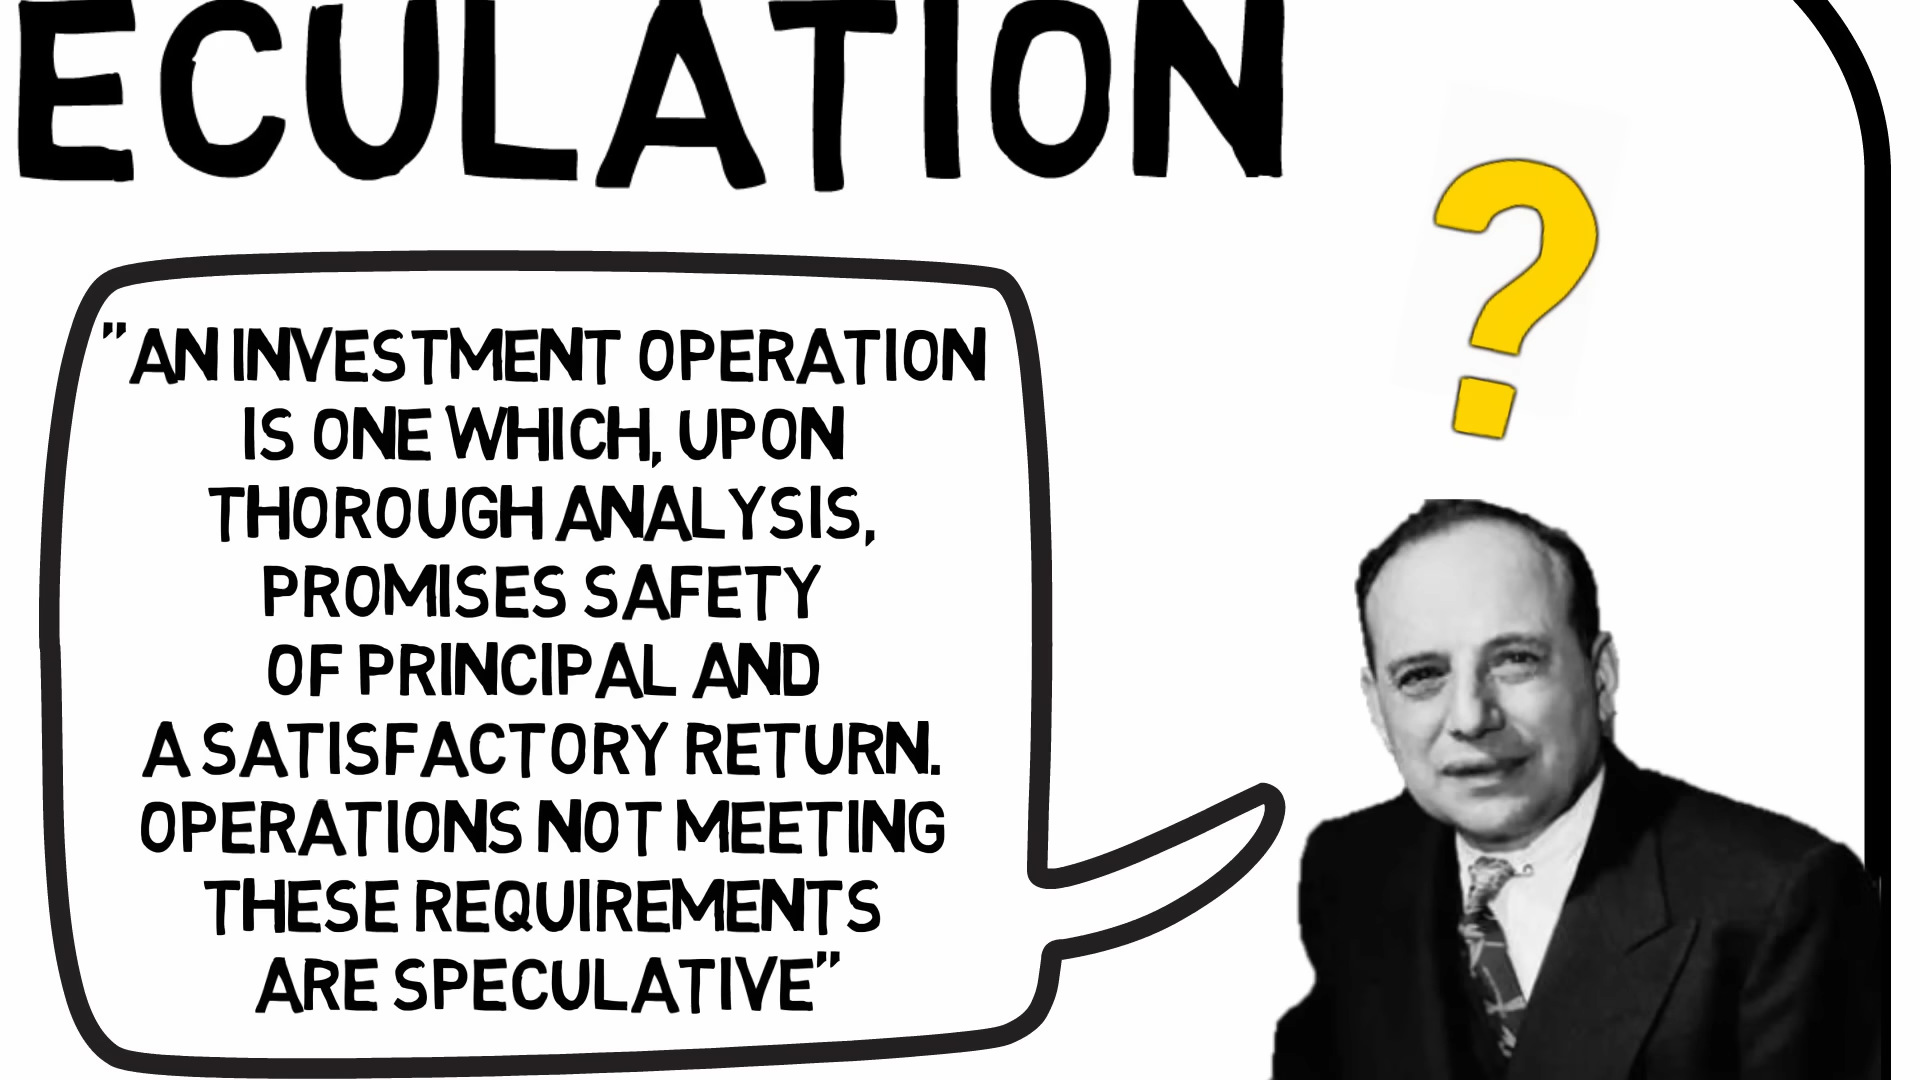 ECULATION
?
"AN INVESTMENT OPERATION
IS ONE WHICH, UPON
THOROUGH ANALYSIS,
PROMISES SAFETY
OF PRINCIPAL AND
A SATISFACTORY RETURN.
OPERATIONS NOT MEETING
THESE REQUIREMENTS
ARE SPECULATIVE"